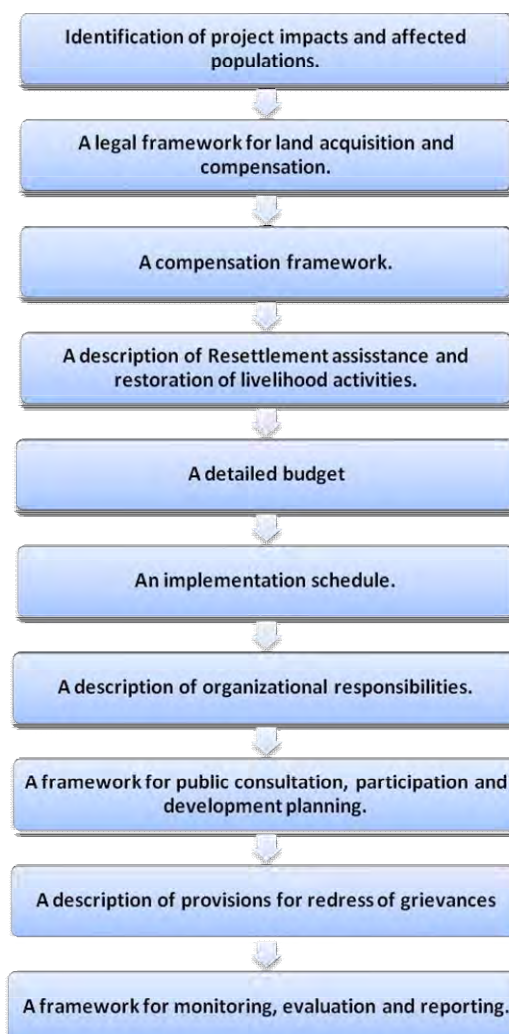 Identification of project impacts and affected
populations.
A legal framework for land acquisition and
compensation.
A compensation framework.
A description of Resettlement assisstance and
restoration of livelihood activities.
A detailed budget
An implementation schedule.
A description of organizational responsibilities.
A framework for public consultation, participation and
development planning.
A description of provisions for redress of grievances
A framework for monitoring, evaluation and reporting.